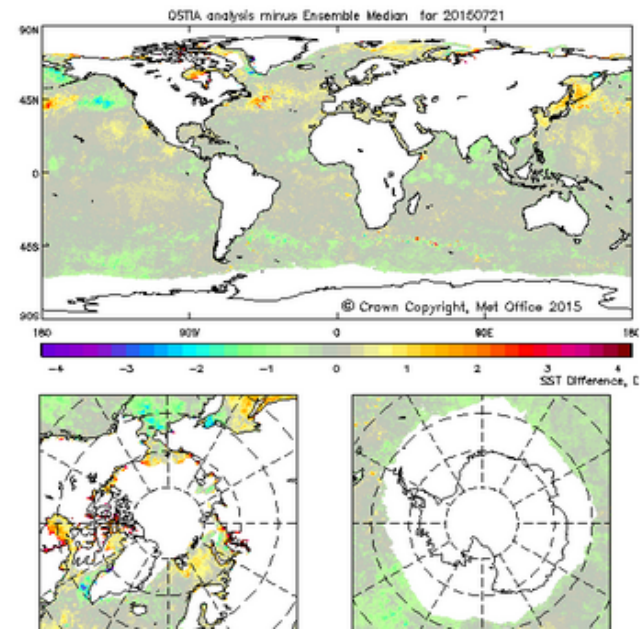 OSTIA analysis minus Ensemble Median for 20150721
90N
45N
0
45S
90S
© Crown Copyright, Met Office 2015
180 90W 0 90E 180
-4 -3 -2 -1 0 1 2 3 4
SST Difference, D